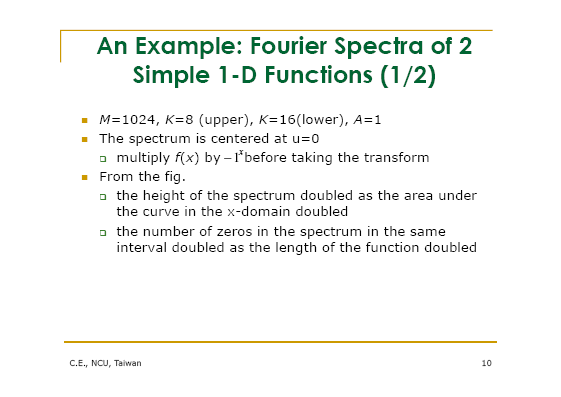 An Example: Fourier Spectra of 2
Simple 1-D Functions (1/2)
M=1024, K=8 (upper), K=16(lower), A=1
The spectrum is centered at u=0
multiply f(x) by −1ˣ before taking the transform
From the fig.
the height of the spectrum doubled as the area under
the curve in the x-domain doubled
the number of zeros in the spectrum in the same
interval doubled as the length of the function doubled
C.E., NCU, Taiwan
10